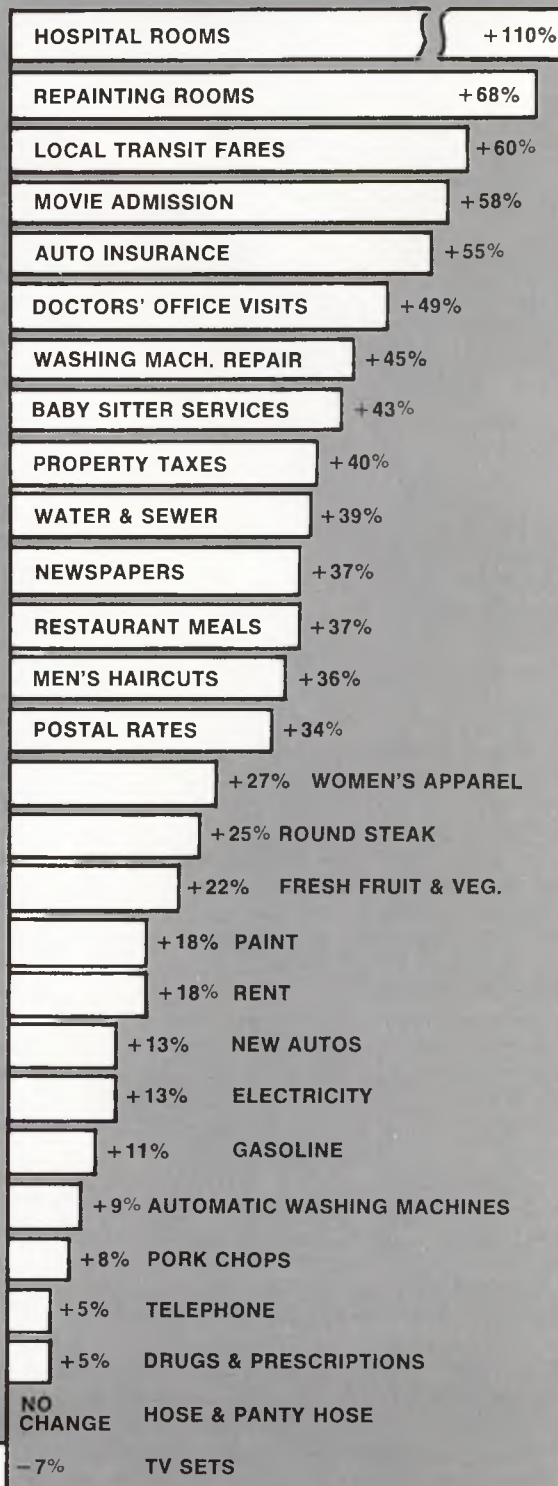 HOSPITAL ROOMS +110%
REPAINTING ROOMS +68%
LOCAL TRANSIT FARES +60%
MOVIE ADMISSION +58%
AUTO INSURANCE +55%
DOCTORS' OFFICE VISITS +49%
WASHING MACH. REPAIR +45%
BABY SITTER SERVICES +43%
PROPERTY TAXES +40%
WATER & SEWER +39%
NEWSPAPERS +37%
RESTAURANT MEALS +37%
MEN'S HAIRCUTS +36%
POSTAL RATES +34%
+27% WOMEN'S APPAREL
+25% ROUND STEAK
+22% FRESH FRUIT & VEG.
+18% PAINT
+18% RENT
+13% NEW AUTOS
+13% ELECTRICITY
+11% GASOLINE
+9% AUTOMATIC WASHING MACHINES
+8% PORK CHOPS
+5% TELEPHONE
+5% DRUGS & PRESCRIPTIONS
NO
CHANGE HOSE & PANTY HOSE
-7% TV SETS